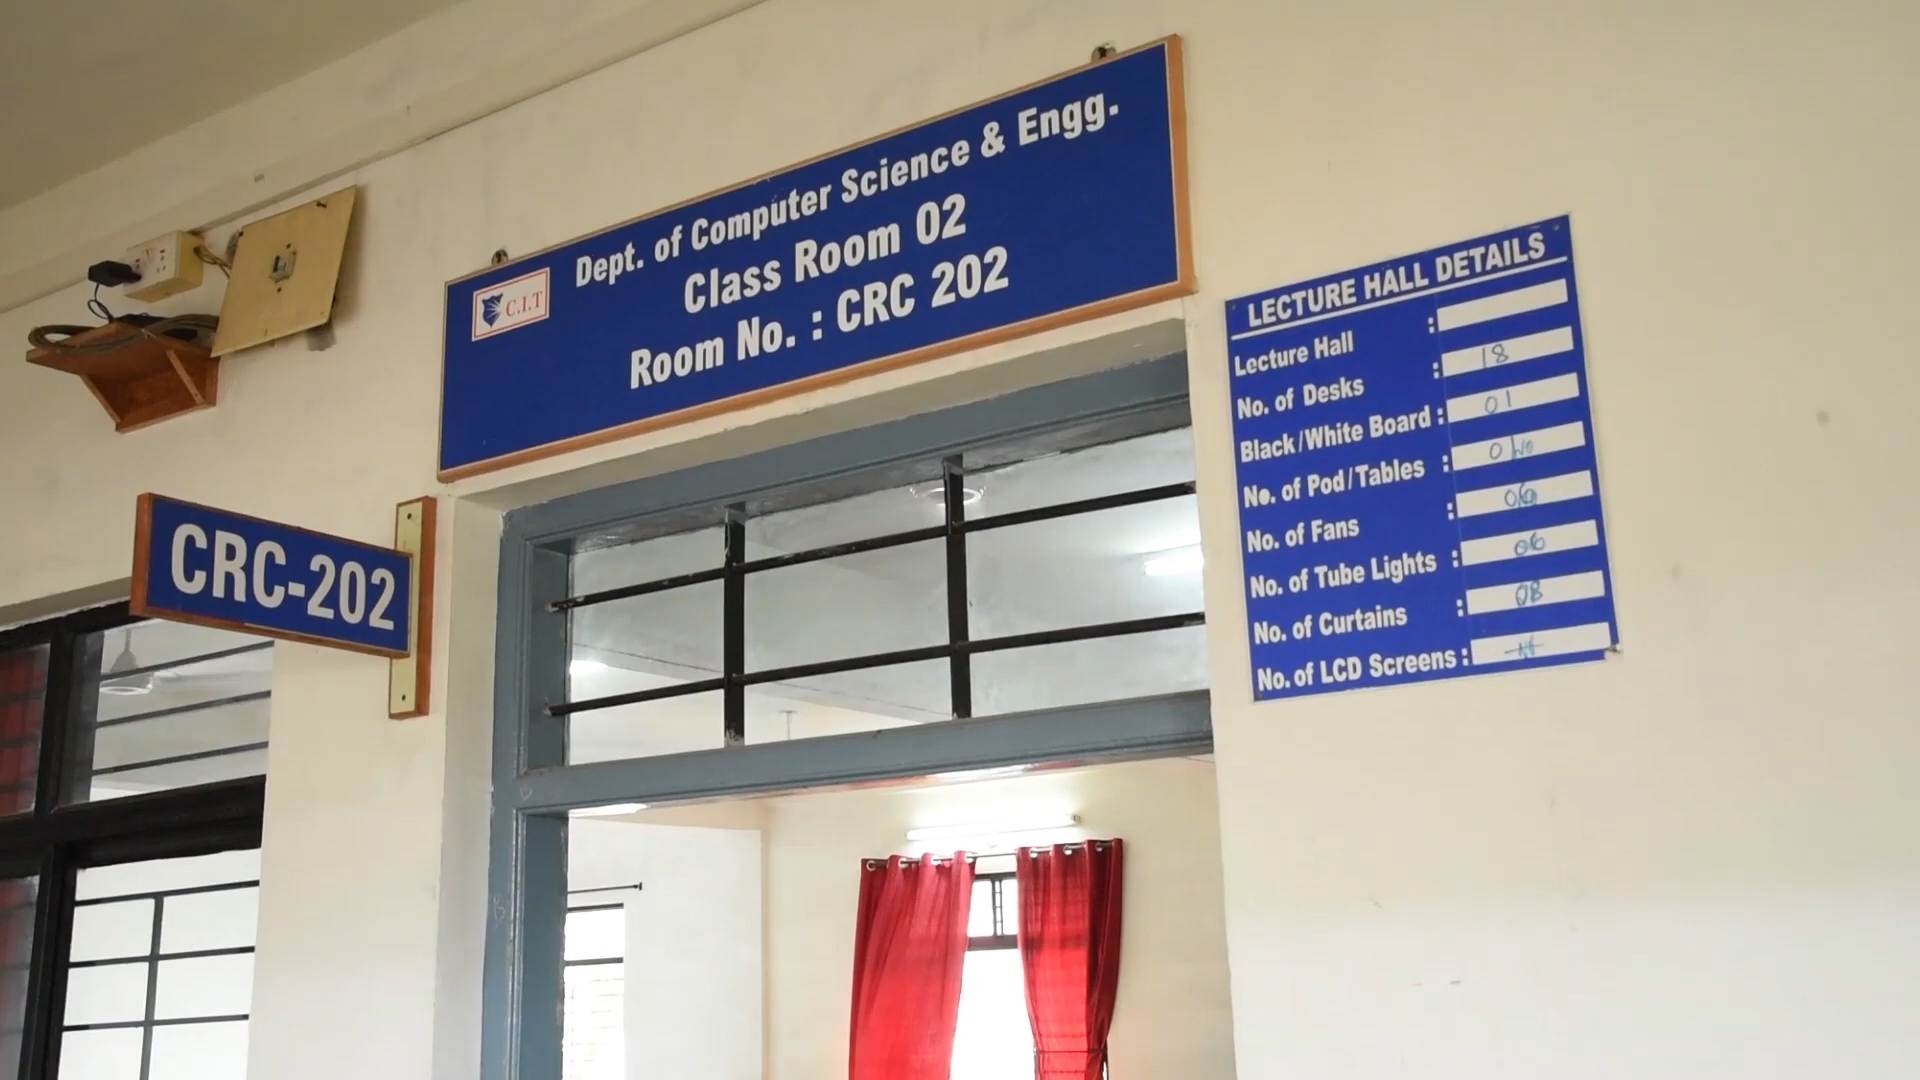 Dept. of Computer Science & Engg.
Class Room 02
Room No. : CRC 202
C.I.T
CRC-202
LECTURE HALL DETAILS
Lecture Hall :
No. of Desks : 18
Black/White Board : 01
No. of Pod/Tables : 
No. of Fans : 
No. of Tube Lights : 06
No. of Curtains : 08
No. of LCD Screens :